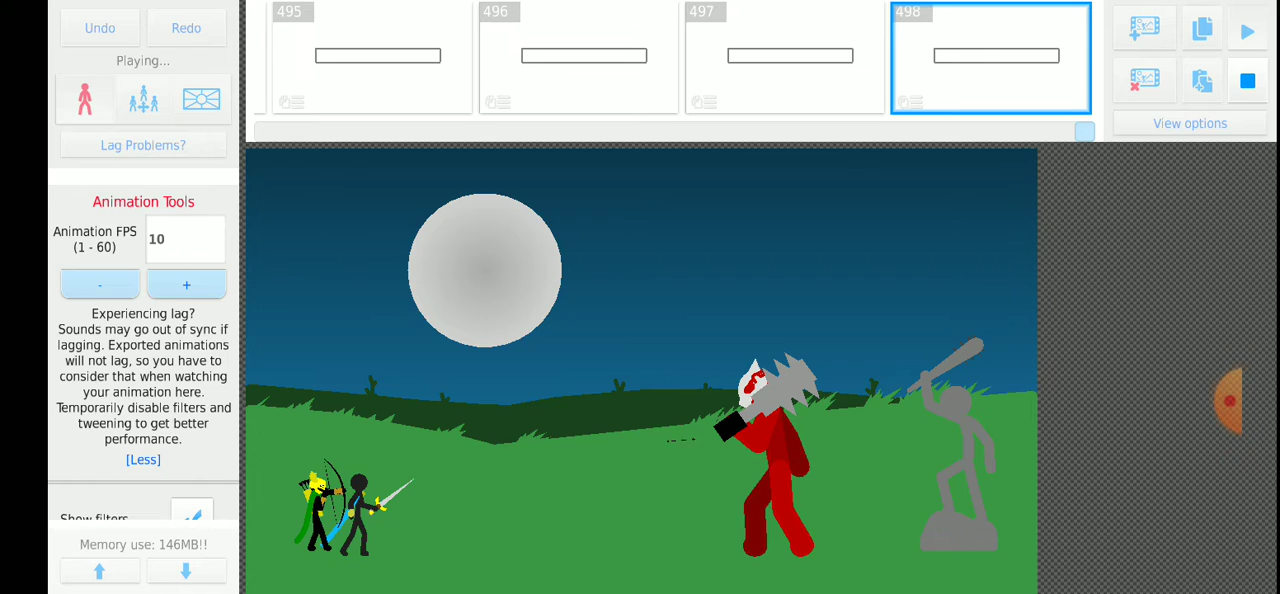 Undo
Redo
Playing...
Lag Problems?
Animation Tools
Animation FPS
(1 - 60)
10
-
+
Experiencing lag?
Sounds may go out of sync if
lagging. Exported animations
will not lag, so you have to
consider that when watching
your animation here.
Temporarily disable filters and
tweening to get better
performance.
[Less]
Show filters
Memory use: 146MB!!
495
496
497
498
View options